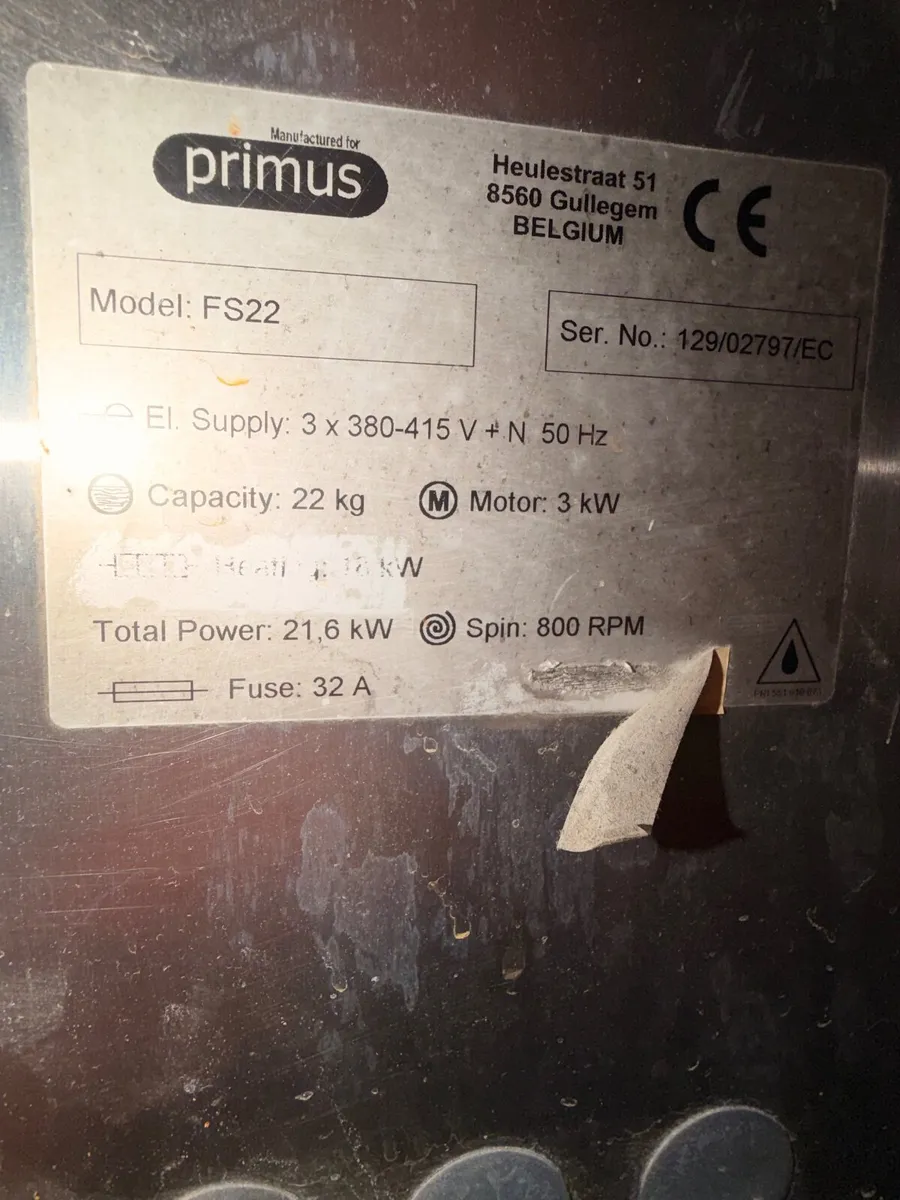 Manufactured for
primus
Heulestraat 51
8560 Gullegem
BELGIUM
CE
Model: FS22
Ser. No.: 129/02797/EC
El. Supply: 3 x 380-415 V + N 50 Hz
Capacity: 22 kg
M Motor: 3 kW
18 kW
Total Power: 21,6 kW
Spin: 800 RPM
Fuse: 32 A